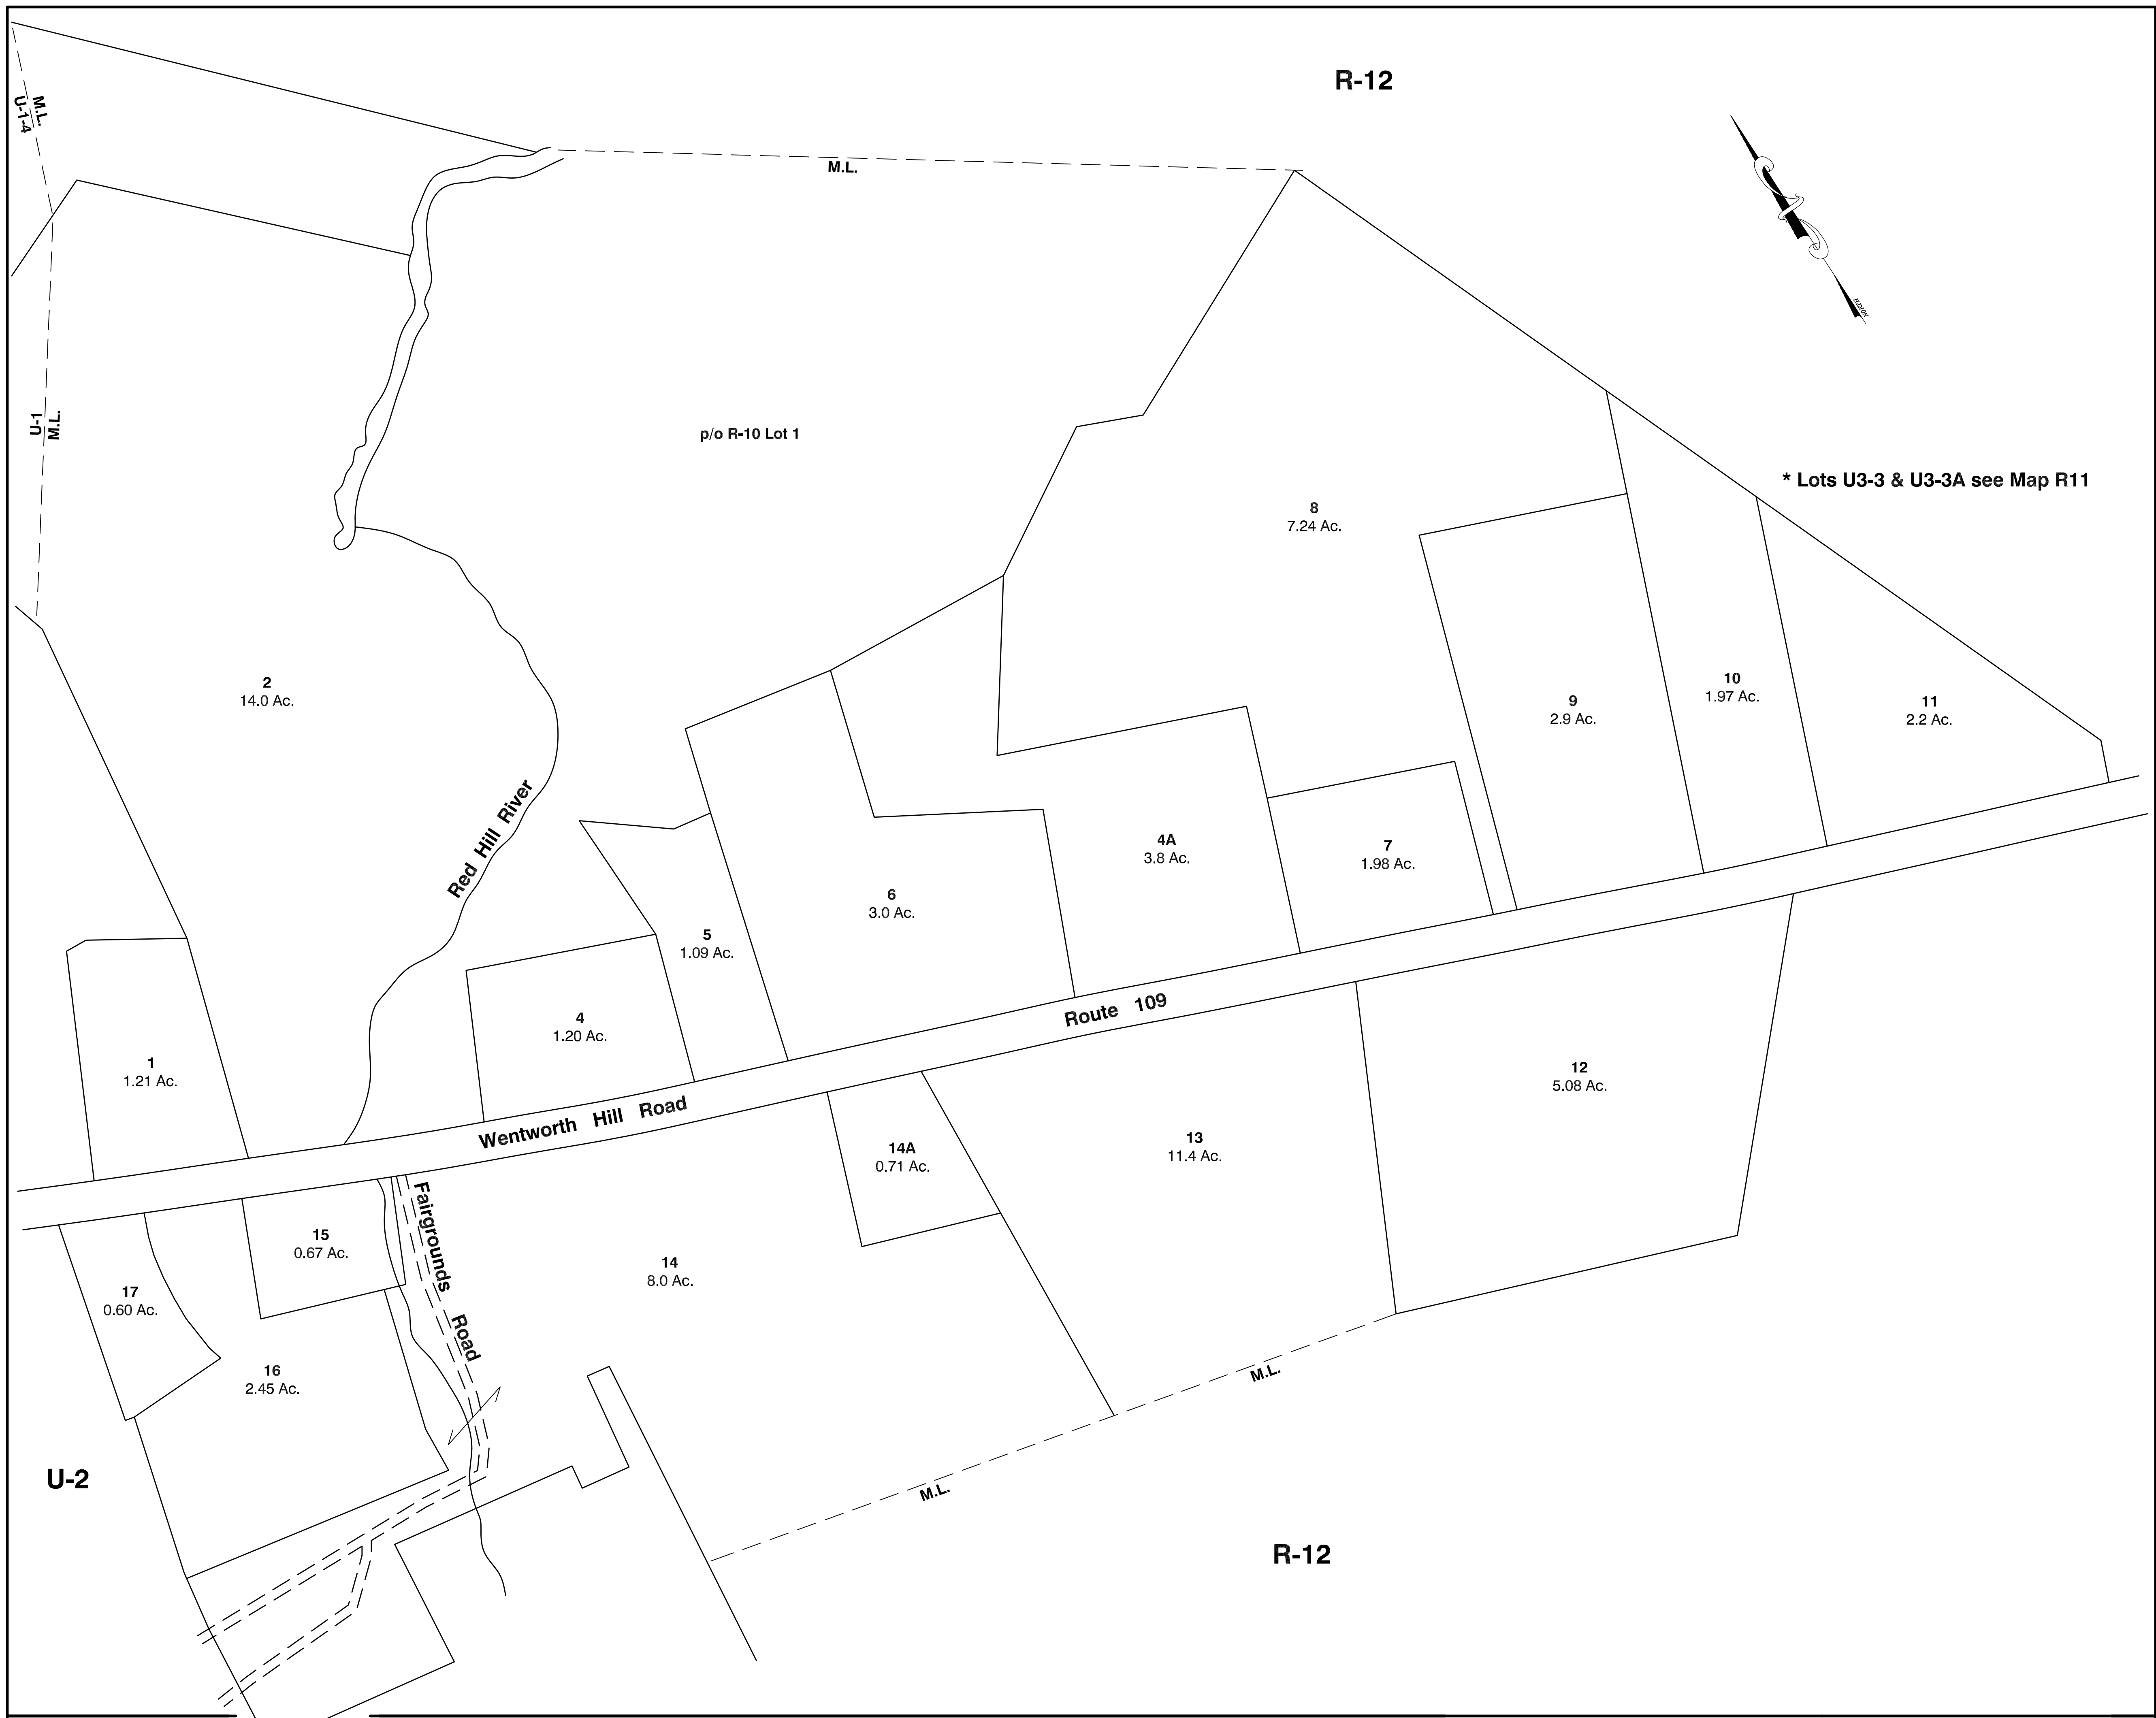 R-12
M.L.
U-1-4
M.L.
p/o R-10 Lot 1
U-1
M.L.
* Lots U3-3 & U3-3A see Map R11
8
7.24 Ac.
2
14.0 Ac.
9
2.9 Ac.
10
1.97 Ac.
11
2.2 Ac.
Red Hill River
4A
3.8 Ac.
7
1.98 Ac.
6
3.0 Ac.
5
1.09 Ac.
4
1.20 Ac.
1
1.21 Ac.
Route 109
Wentworth Hill Road
12
5.08 Ac.
13
11.4 Ac.
14A
0.71 Ac.
Fairgrounds Road
15
0.67 Ac.
14
8.0 Ac.
17
0.60 Ac.
16
2.45 Ac.
M.L.
M.L.
U-2
R-12